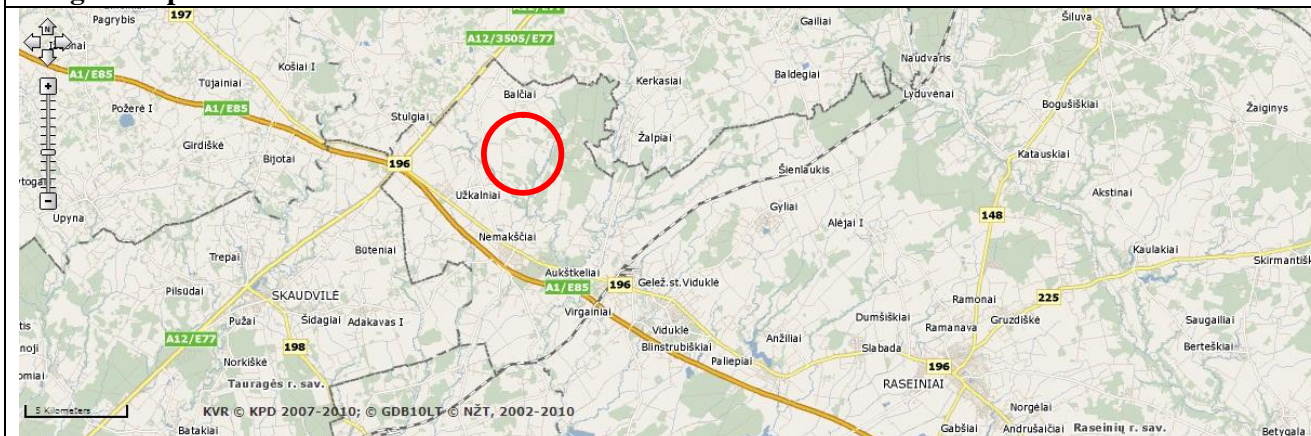 Pagrybis
197
Gailiai
Šiluva
A12/3505/E77
Naudvaris
A1/E85
Košiai I
Tūjainiai
Kerkasiai
Baldegiai
Balčiai
Lyduvėnai
Požerė I
A1/E85
Stulgiai
Bogušiškiai
Žaiginys
Girdiškė
Bijotai
196
Žalpiai
Katauskiai
Šienlaukis
Užkalniai
Akstinai
Upyna
Gyliai
Alėjai I
148
Nemakščiai
Trepai
Būteniai
Kaulakiai
Skirmantiš
Aukštkeliai
A1/E85
196
Gelež.st.Viduklė
Pilsūdai
SKAUDVILĖ
Ramonai
225
Virgainiai
Pužai
Šidagiai
Adakavas I
Dumšiškiai
Gruzdiškė
Saugailiai
Viduklė
Ramanava
A12/E77
198
Anžiliai
Slabada
Berteškiai
Blinstrubiškiai
Norkiškė
Paliepiai
196
Tauragės r. sav.
RASEINIAI
5 Kilometers
KVR © KPD 2007-2010; © GDB10LT © NŽT, 2002-2010
Norgėlai
Batakiai
Gabšiai
Andrušaičiai
Raseinių r. sav.
Betygala